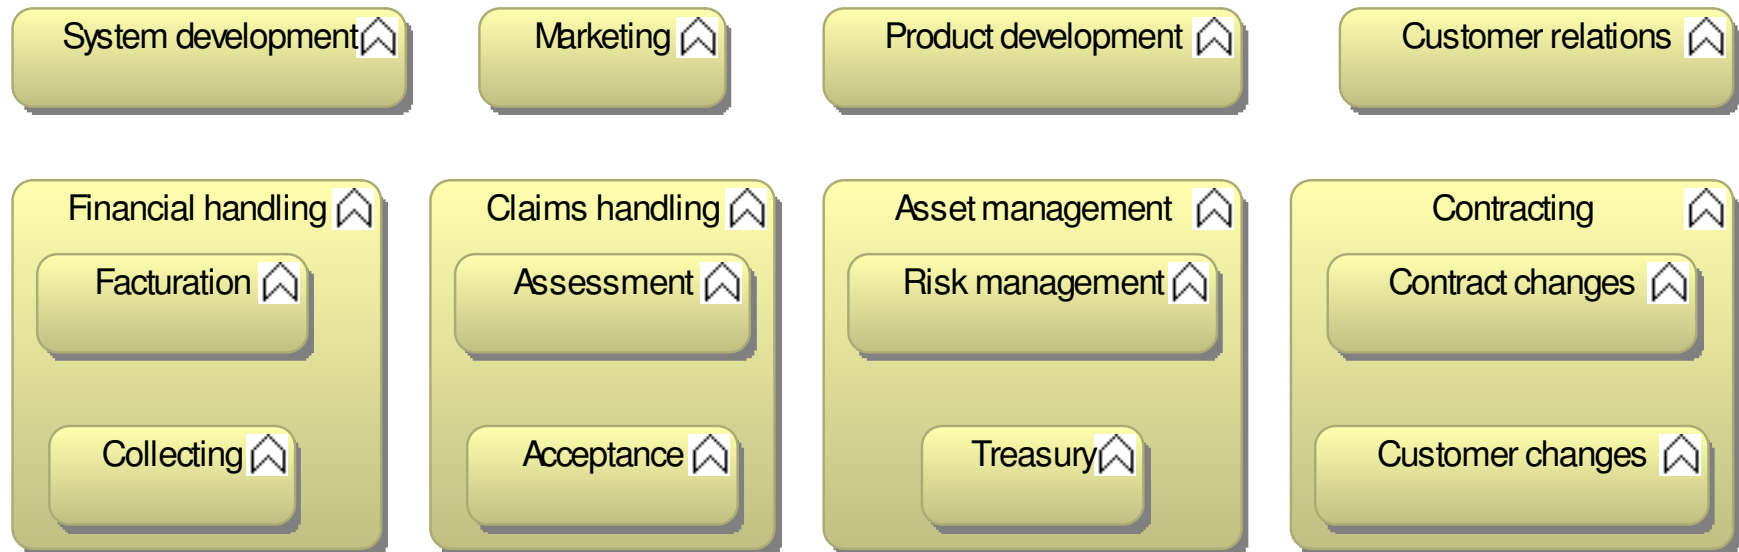 System development
Marketing
Product development
Customer relations
Financial handling
Claims handling
Asset management
Contracting
Facturation
Assessment
Risk management
Contract changes
Collecting
Acceptance
Treasury
Customer changes